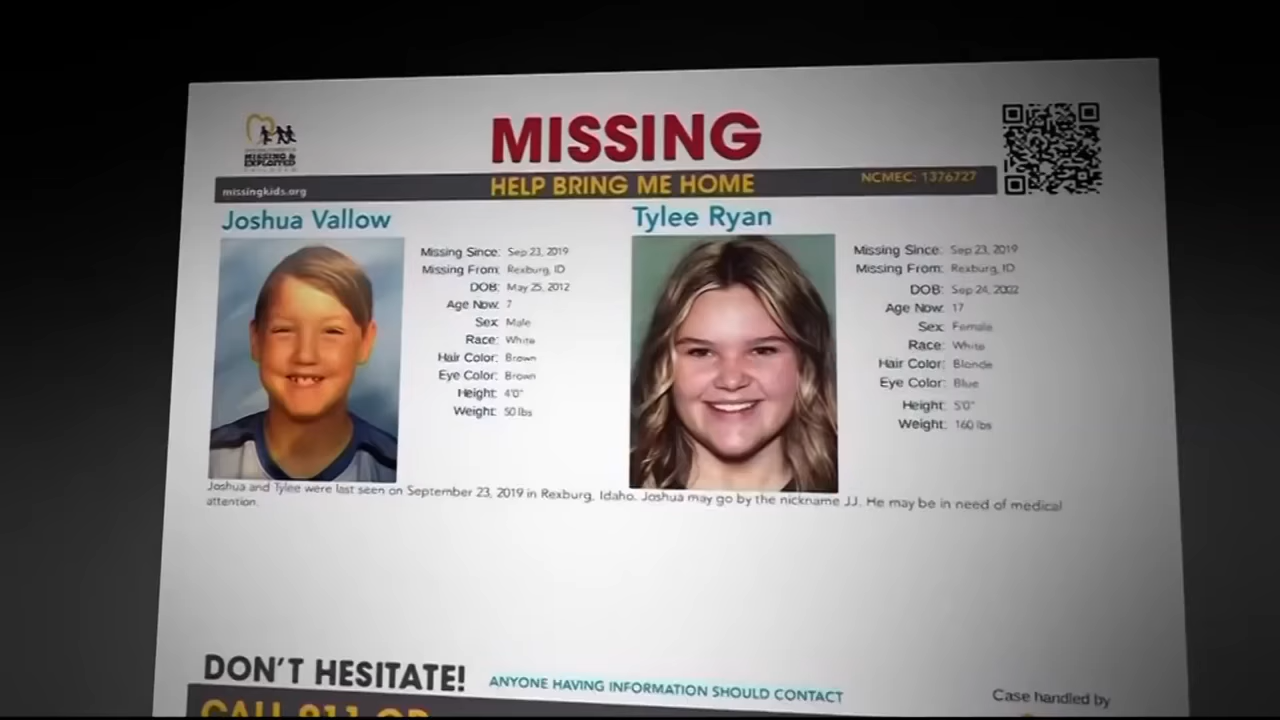 MISSING
MISSING &
EXPLOITED
CHILDREN
missingkids.org
HELP BRING ME HOME
NCMEC: 1376727
Joshua Vallow
Missing Since: Sep 23, 2019
Missing From: Rexburg, ID
DOB: May 25, 2012
Age Now: 7
Sex: Male
Race: White
Hair Color: Brown
Eye Color: Brown
Height: 4'0"
Weight: 50 lbs
Tylee Ryan
Missing Since: Sep 23, 2019
Missing From: Rexburg, ID
DOB: Sep 24, 2002
Age Now: 17
Sex: Female
Race: White
Hair Color: Blonde
Eye Color: Blue
Height: 5'0"
Weight: 160 lbs
Joshua and Tylee were last seen on September 23, 2019 in Rexburg, Idaho. Joshua may go by the nickname JJ. He may be in need of medical
attention.
DON'T HESITATE!
ANYONE HAVING INFORMATION SHOULD CONTACT
Case handled by
CALL 911 OR